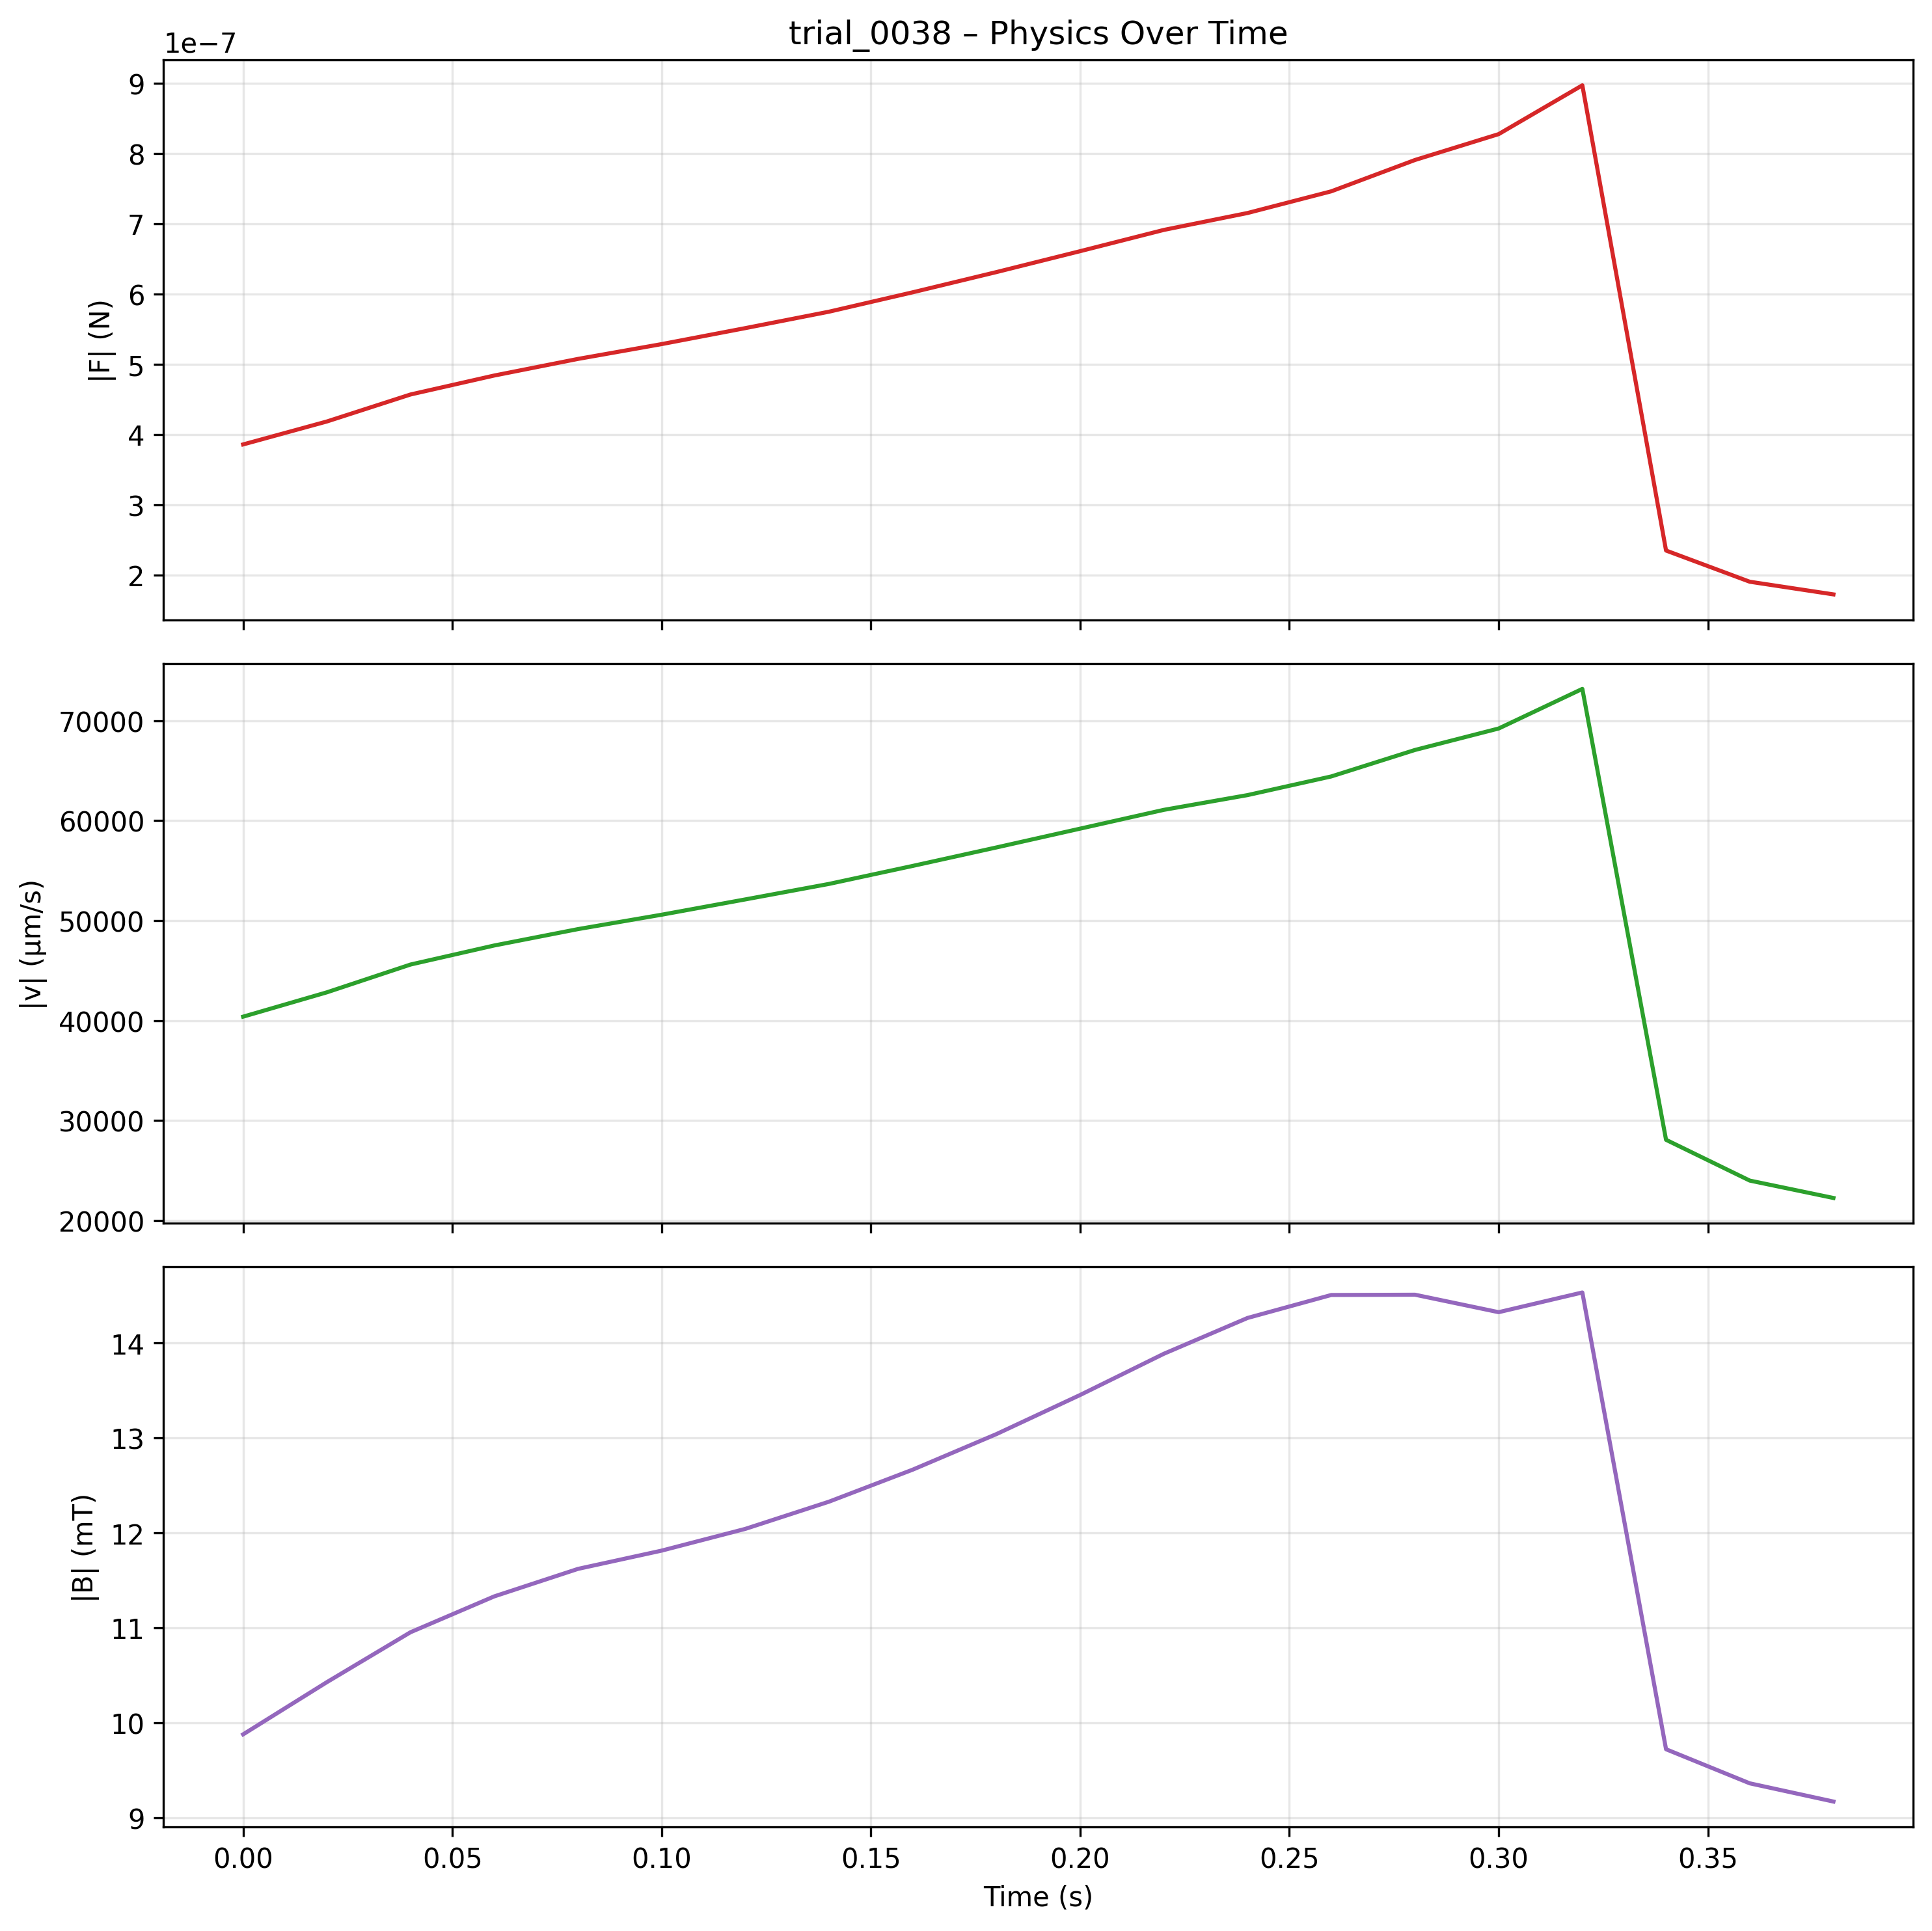 trial_0038 – Physics Over Time
1e−7
9
8
7
6
5
4
3
2
|F| (N)
70000
60000
50000
40000
30000
20000
|v| (µm/s)
14
13
12
11
10
9
|B| (mT)
0.00 0.05 0.10 0.15 0.20 0.25 0.30 0.35
Time (s)